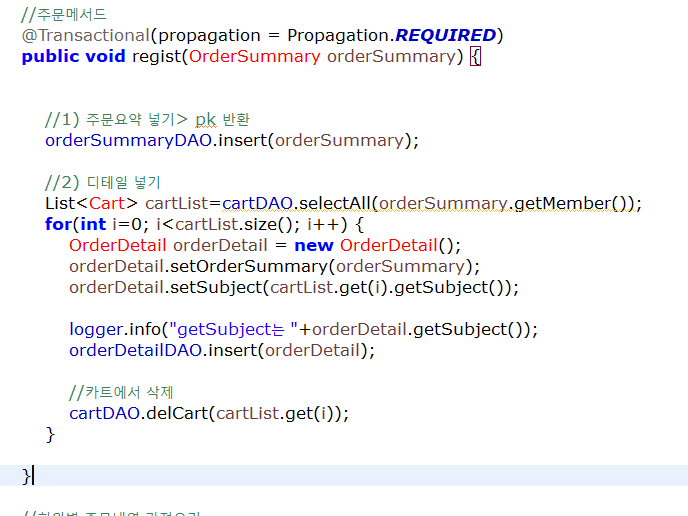 //주문메서드
@Transactional(propagation = Propagation.REQUIRED)
public void regist(OrderSummary orderSummary) {
//1) 주문요약 넣기> pk 반환
orderSummaryDAO.insert(orderSummary);
//2) 디테일 넣기
List<Cart> cartList=cartDAO.selectAll(orderSummary.getMember());
for(int i=0; i<cartList.size(); i++) {
OrderDetail orderDetail = new OrderDetail();
orderDetail.setOrderSummary(orderSummary);
orderDetail.setSubject(cartList.get(i).getSubject());
logger.info("getSubject는 "+orderDetail.getSubject());
orderDetailDAO.insert(orderDetail);
//카트에서 삭제
cartDAO.delCart(cartList.get(i));
}
}